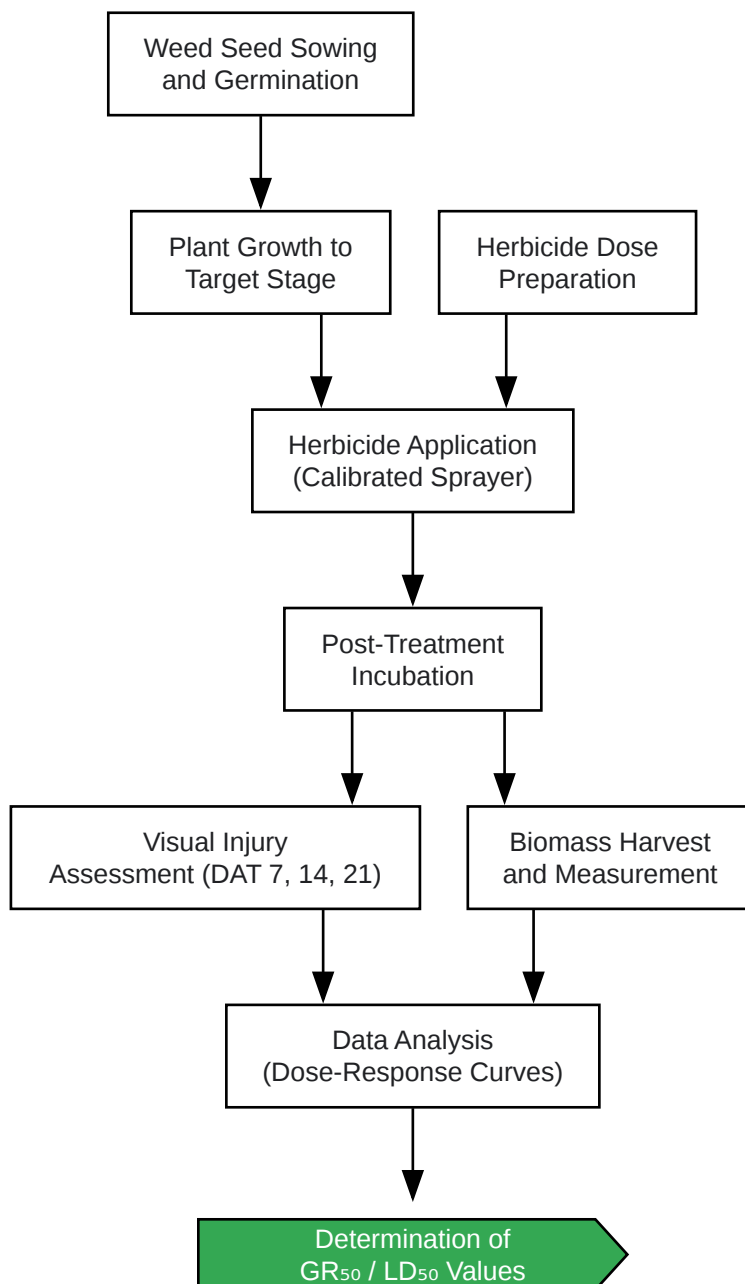 Weed Seed Sowing
and Germination
Plant Growth to
Target Stage
Herbicide Dose
Preparation
Herbicide Application
(Calibrated Sprayer)
Post-Treatment
Incubation
Visual Injury
Assessment (DAT 7, 14, 21)
Biomass Harvest
and Measurement
Data Analysis
(Dose-Response Curves)
Determination of
GR₅₀ / LD₅₀ Values